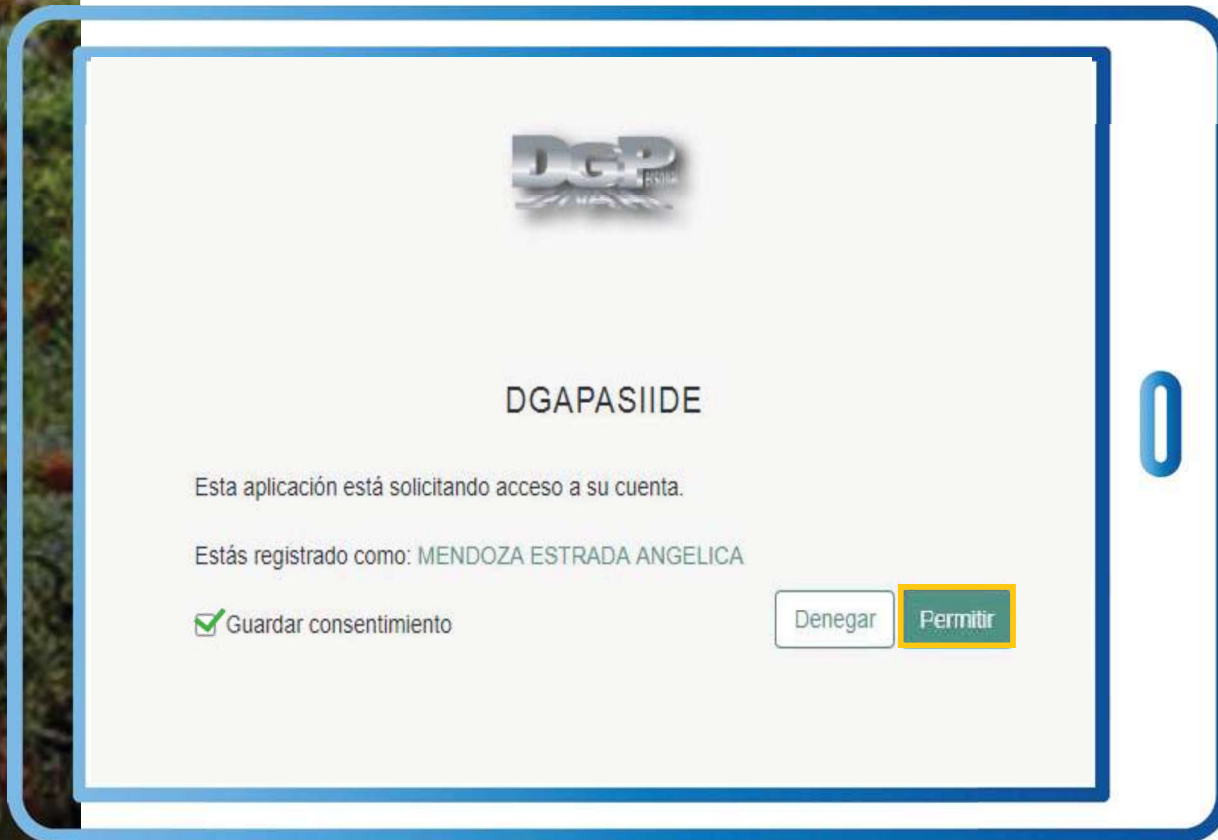 DGP
DGAPASIIDE
Esta aplicación está solicitando acceso a su cuenta.
Estás registrado como: MENDOZA ESTRADA ANGELICA
Guardar consentimiento
Denegar
Permitir